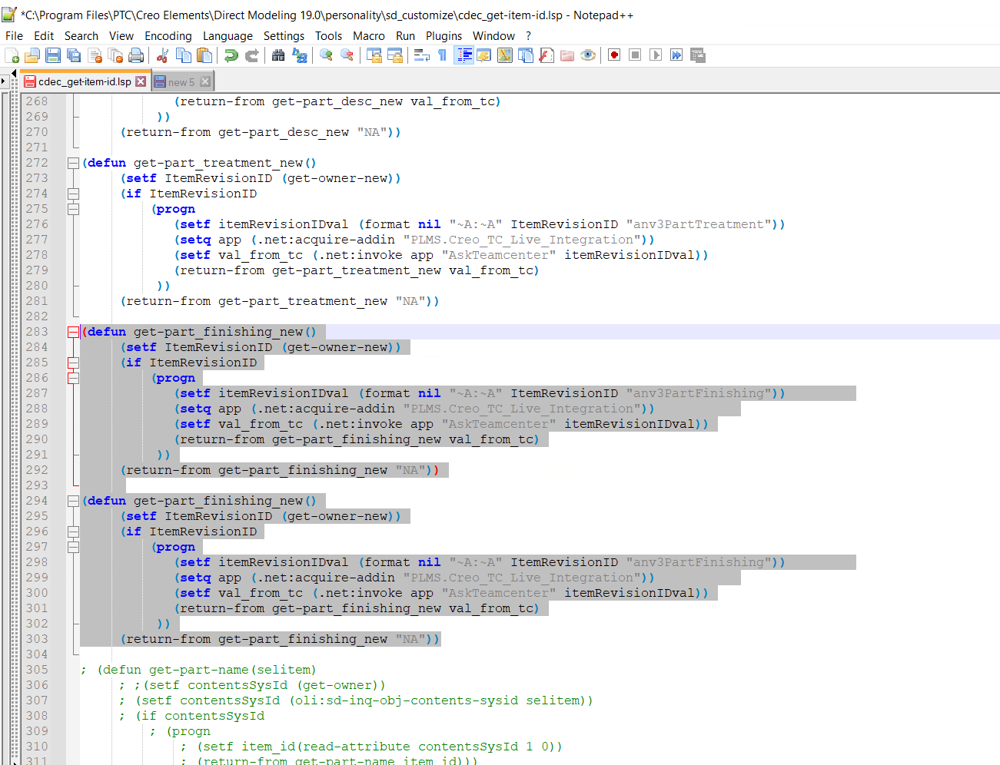 *C:\Program Files\PTC\Creo Elements\Direct Modeling 19.0\personality\sd_customize\cdec_get-item-id.lsp - Notepad++
File Edit Search View Encoding Language Settings Tools Macro Run Plugins Window ?
cdec_get-item-id.lsp new 5
268 (return-from get-part_desc_new val_from_tc)
269 ))
270 (return-from get-part_desc_new "NA"))
271
272 (defun get-part_treatment_new()
273 (setf ItemRevisionID (get-owner-new))
274 (if ItemRevisionID
275 (progn
276 (setf itemRevisionIDval (format nil "~A:~A" ItemRevisionID "anv3PartTreatment"))
277 (setq app (.net:acquire-addin "PLMS.Creo_TC_Live_Integration"))
278 (setf val_from_tc (.net:invoke app "AskTeamcenter" itemRevisionIDval))
279 (return-from get-part_treatment_new val_from_tc)
280 ))
281 (return-from get-part_treatment_new "NA"))
282
283 (defun get-part_finishing_new()
284 (setf ItemRevisionID (get-owner-new))
285 (if ItemRevisionID
286 (progn
287 (setf itemRevisionIDval (format nil "~A:~A" ItemRevisionID "anv3PartFinishing"))
288 (setq app (.net:acquire-addin "PLMS.Creo_TC_Live_Integration"))
289 (setf val_from_tc (.net:invoke app "AskTeamcenter" itemRevisionIDval))
290 (return-from get-part_finishing_new val_from_tc)
291 ))
292 (return-from get-part_finishing_new "NA"))
293
294 (defun get-part_finishing_new()
295 (setf ItemRevisionID (get-owner-new))
296 (if ItemRevisionID
297 (progn
298 (setf itemRevisionIDval (format nil "~A:~A" ItemRevisionID "anv3PartFinishing"))
299 (setq app (.net:acquire-addin "PLMS.Creo_TC_Live_Integration"))
300 (setf val_from_tc (.net:invoke app "AskTeamcenter" itemRevisionIDval))
301 (return-from get-part_finishing_new val_from_tc)
302 ))
303 (return-from get-part_finishing_new "NA"))
304
305 ; (defun get-part-name(selitem)
306 ; ;(setf contentsSysId (get-owner))
307 ; (setf contentsSysId (oli:sd-inq-obj-contents-sysid selitem))
308 ; (if contentsSysId
309 ; (progn
310 ; (setf item_id(read-attribute contentsSysId 1 0))
311 ; (return-from get-part-name item_id)))